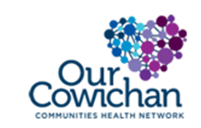 Our
Cowichan
COMMUNITIES HEALTH NETWORK